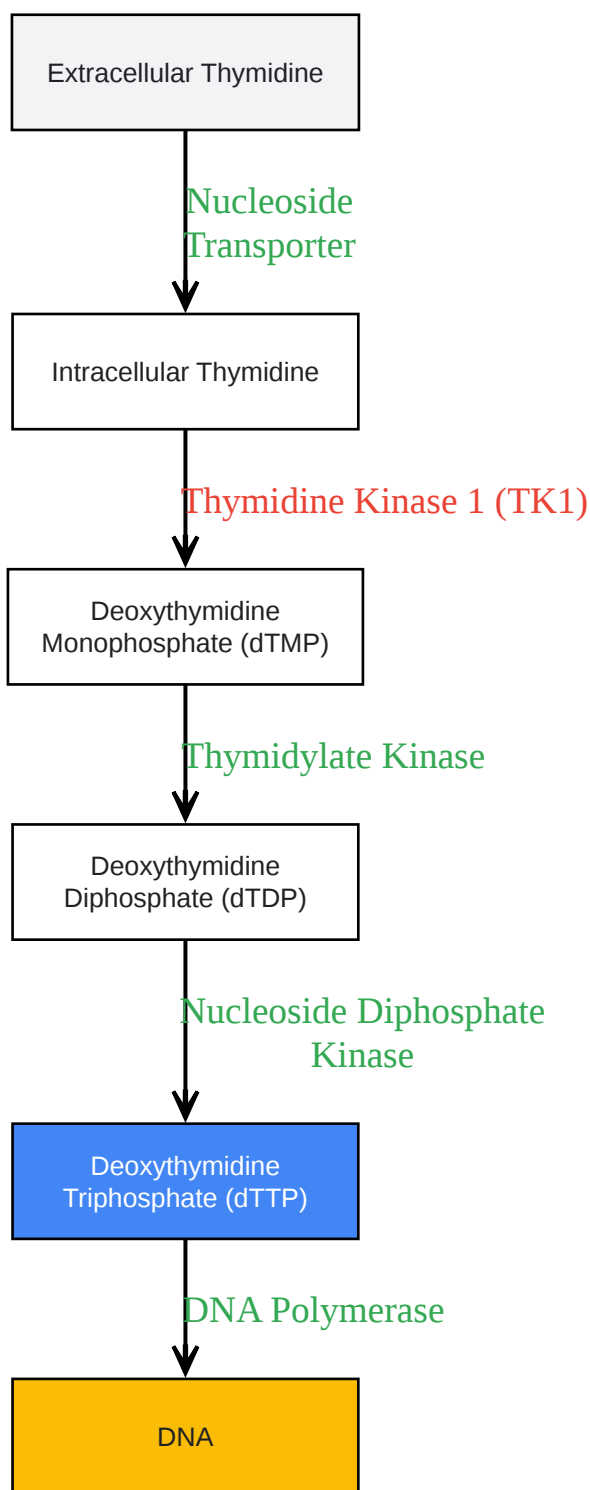 Extracellular Thymidine
Nucleoside
Transporter
Intracellular Thymidine
Thymidine Kinase 1 (TK1)
Deoxythymidine
Monophosphate (dTMP)
Thymidylate Kinase
Deoxythymidine
Diphosphate (dTDP)
Nucleoside Diphosphate
Kinase
Deoxythymidine
Triphosphate (dTTP)
DNA Polymerase
DNA